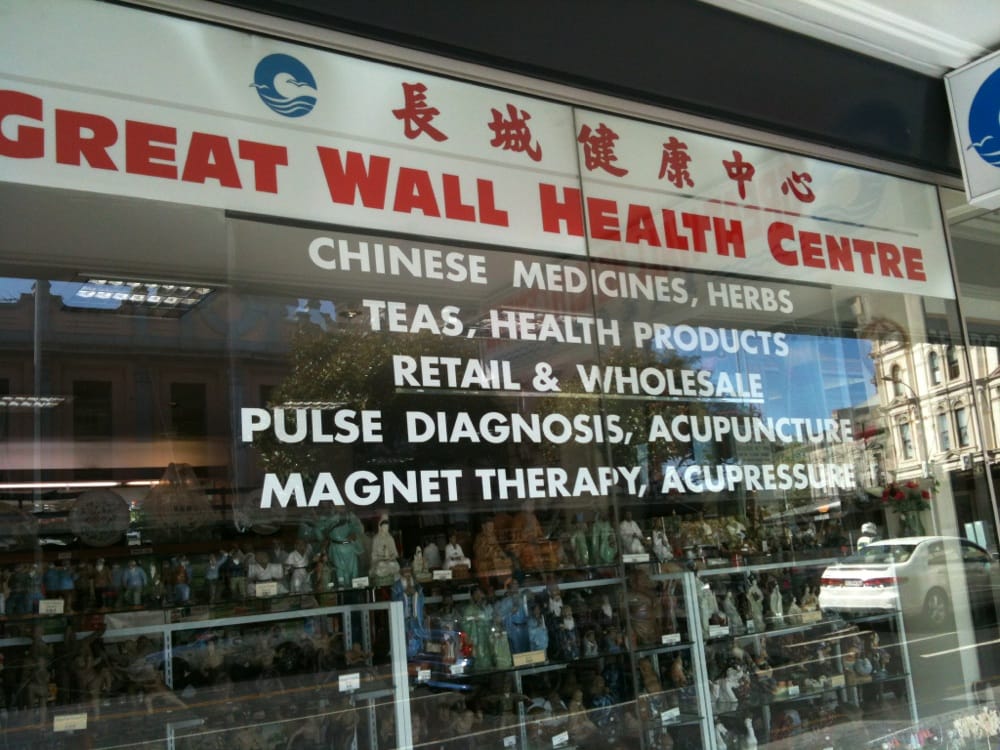 長城健康中心
GREAT WALL HEALTH CENTRE
CHINESE MEDICINES, HERBS
TEAS, HEALTH PRODUCTS
RETAIL & WHOLESALE
PULSE DIAGNOSIS, ACUPUNCTURE
MAGNET THERAPY, ACUPRESSURE